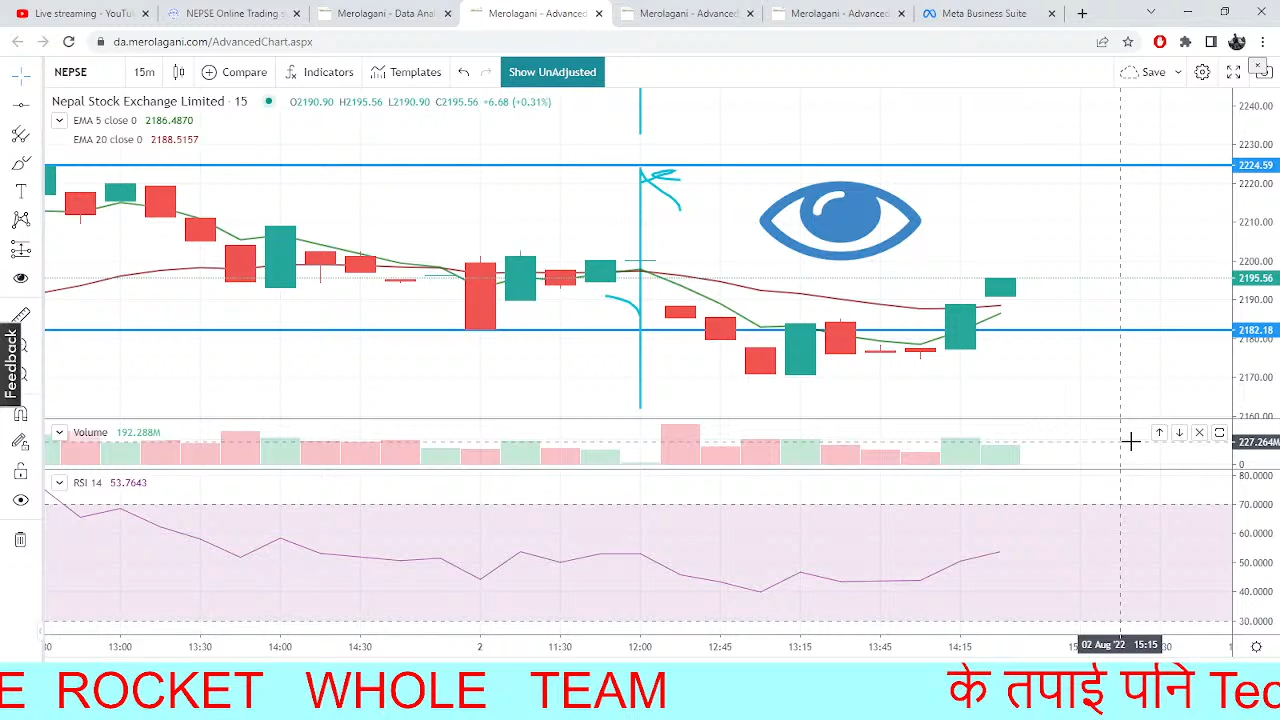 Live streaming - YouTu
NEPSE Online Trading s
Merolagani - Data Anal
Merolagani - Advanced
Merolagani - Advanced
Merolagani - Advanced
Meta Business Suite
da.merolagani.com/AdvancedChart.aspx
NEPSE 15m Compare Indicators Templates Show UnAdjusted Save
Nepal Stock Exchange Limited · 15 O2190.90 H2195.56 L2190.90 C2195.56 +6.68 (+0.31%)
EMA 5 close 0 2186.4870
EMA 20 close 0 2188.5157
2240.00
2230.00
2224.59
2220.00
2210.00
2200.00
2195.56
2190.00
2182.18
2180.00
2170.00
2160.00
Feedback
Volume 192.288M
227.264M
0
RSI 14 53.7643
80.0000
70.0000
60.0000
50.0000
40.0000
30.0000
13:00 13:30 14:00 14:30 2 11:30 12:00 12:45 13:15 13:45 14:15 02 Aug '22 15:15
E ROCKET WHOLE TEAM के तपाई पनि Tec